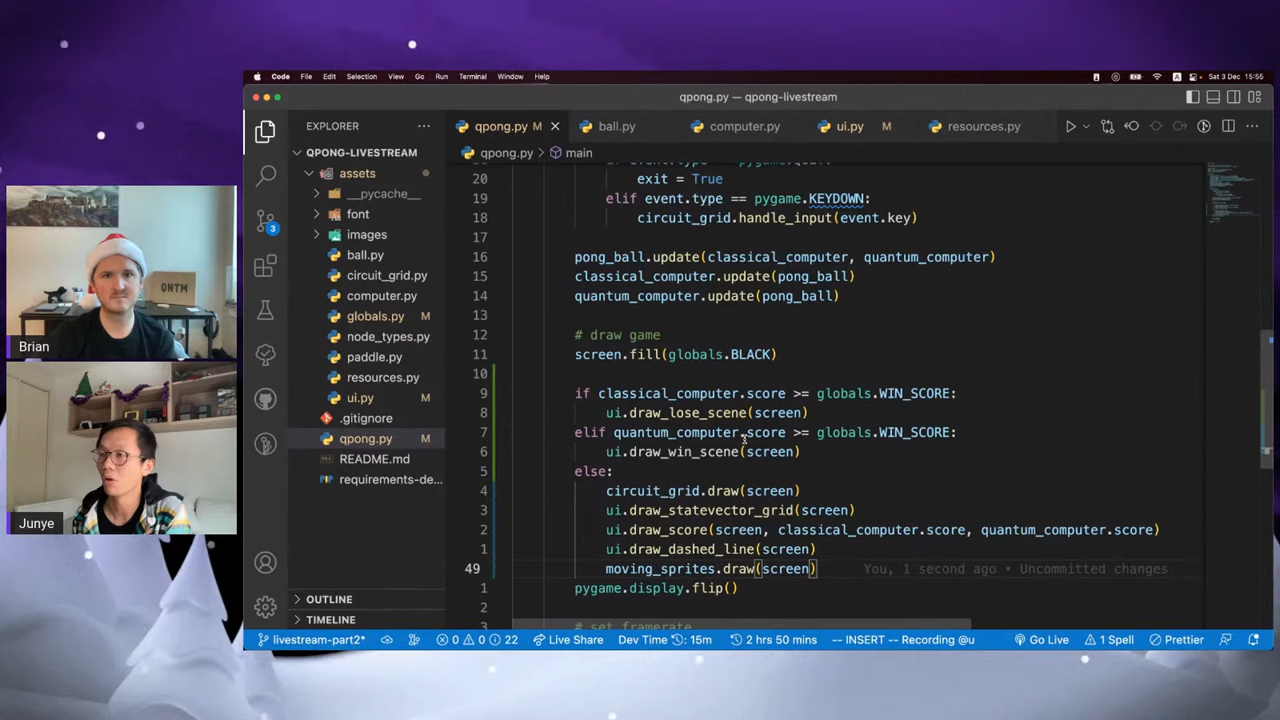 Code File Edit Selection View Go Run Terminal Window Help
Sat 3 Dec 15:55
qpong.py — qpong-livestream
EXPLORER
QPONG-LIVESTREAM
assets
__pycache__
font
images
ball.py
circuit_grid.py
computer.py
globals.py
node_types.py
paddle.py
resources.py
ui.py
.gitignore
qpong.py M
README.md
requirements-de...
OUTLINE
TIMELINE
qpong.py M
ball.py
computer.py
ui.py M
resources.py
qpong.py > main
20 exit = True
19 elif event.type == pygame.KEYDOWN:
18 circuit_grid.handle_input(event.key)
17
16 pong_ball.update(classical_computer, quantum_computer)
15 classical_computer.update(pong_ball)
14 quantum_computer.update(pong_ball)
13
12 # draw game
11 screen.fill(globals.BLACK)
10
9 if classical_computer.score >= globals.WIN_SCORE:
8 ui.draw_lose_scene(screen)
7 elif quantum_computer.score >= globals.WIN_SCORE:
6 ui.draw_win_scene(screen)
5 else:
4 circuit_grid.draw(screen)
3 ui.draw_statevector_grid(screen)
2 ui.draw_score(screen, classical_computer.score, quantum_computer.score)
1 ui.draw_dashed_line(screen)
49 moving_sprites.draw(screen) You, 1 second ago • Uncommitted changes
1 pygame.display.flip()
2
3 # set framerate
3
livestream-part2* 0 0 22 Live Share Dev Time: 15m 2 hrs 50 mins -- INSERT -- Recording @u Go Live 1 Spell Prettier
QNTM
Brian
Junye